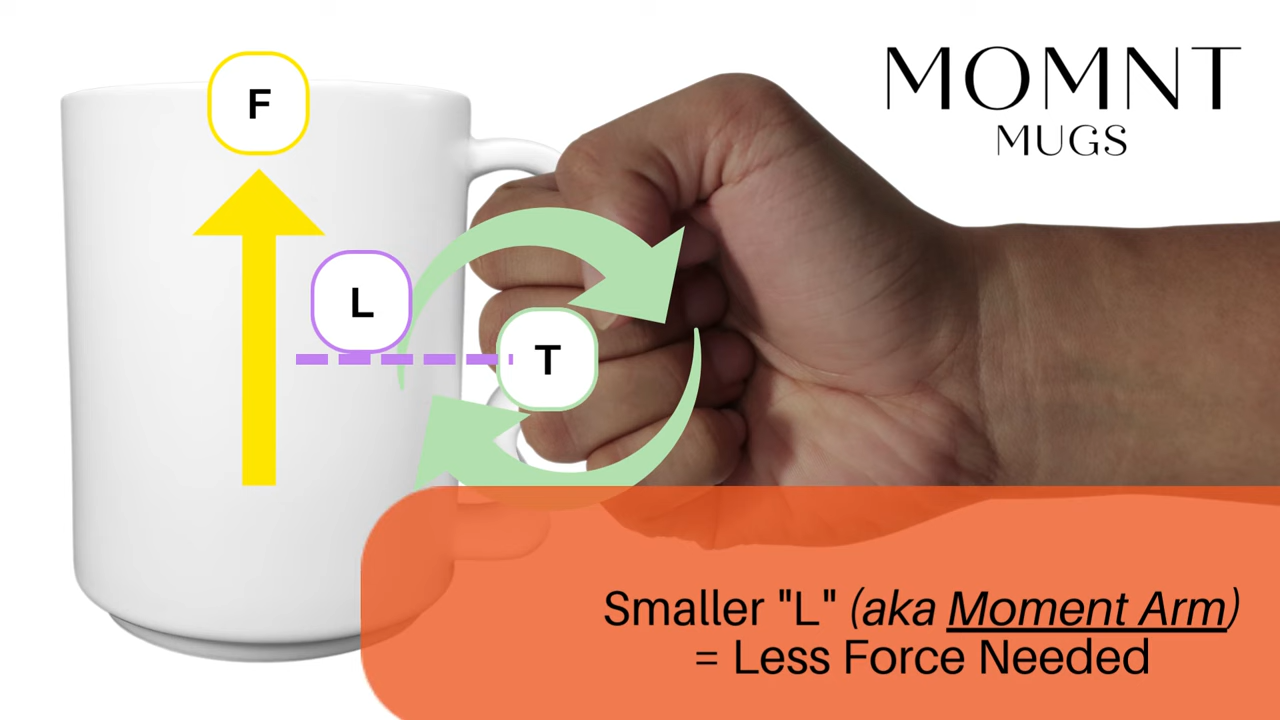 F
MOMNT
MUGS
L
T
Smaller "L" (aka Moment Arm)
= Less Force Needed